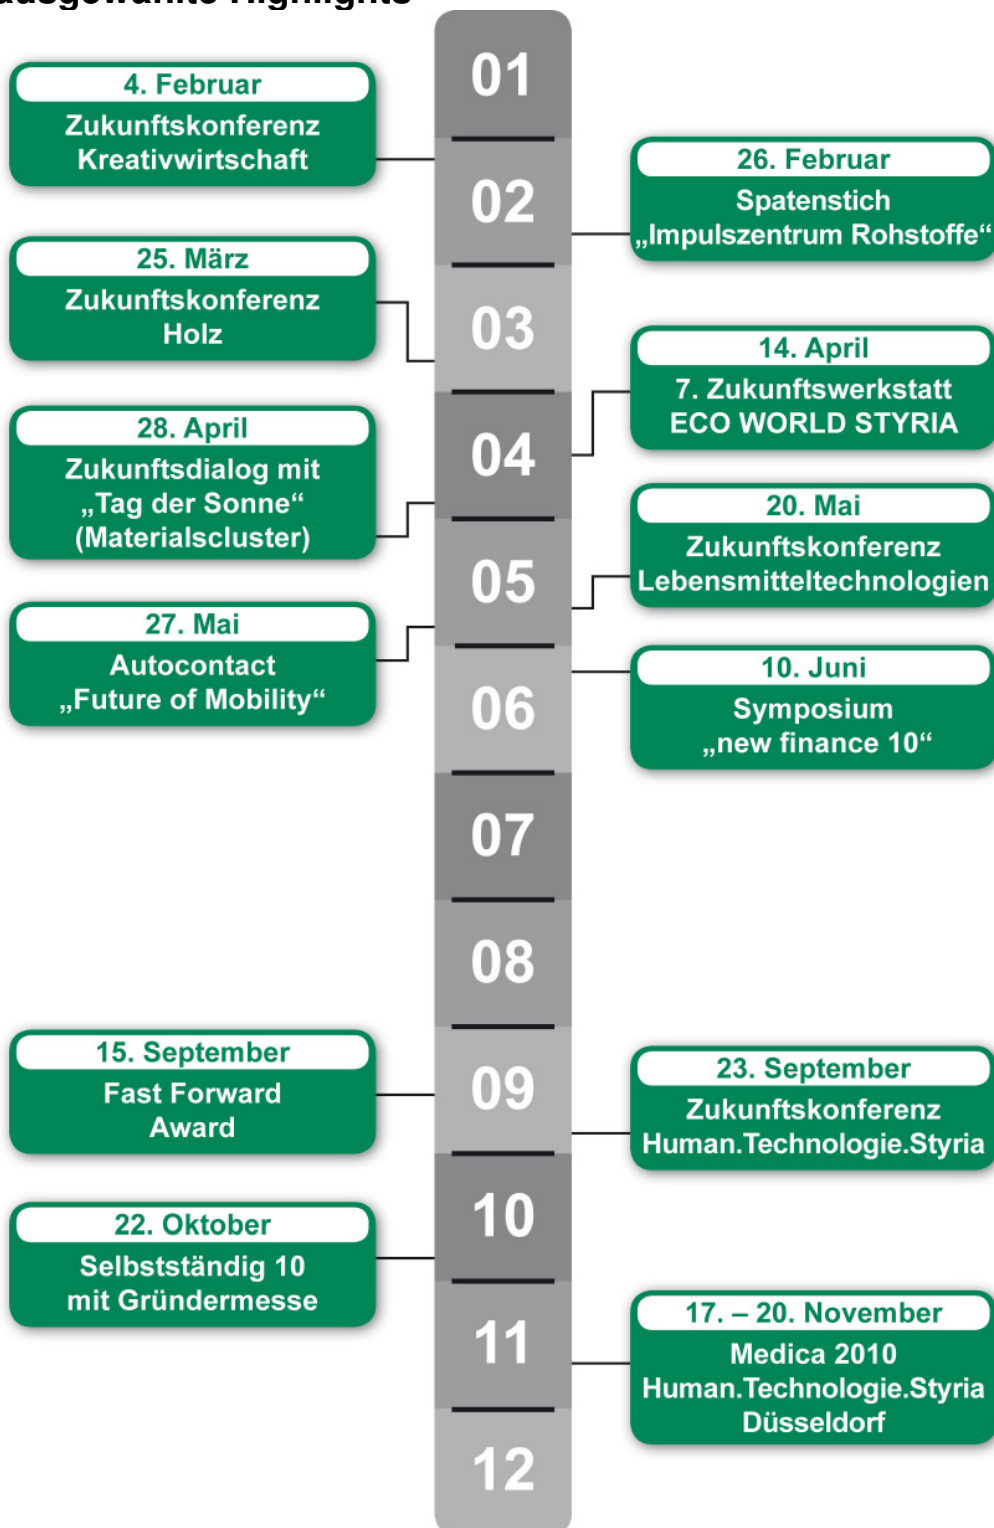 ausgewählte Highlights
01
4. Februar
Zukunftskonferenz
Kreativwirtschaft
02
26. Februar
Spatenstich
„Impulszentrum Rohstoffe“
25. März
Zukunftskonferenz
Holz
03
14. April
7. Zukunftswerkstatt
ECO WORLD STYRIA
04
28. April
Zukunftsdialog mit
„Tag der Sonne“
(Materialscluster)
20. Mai
Zukunftskonferenz
Lebensmitteltechnologien
05
27. Mai
Autocontact
„Future of Mobility“
06
10. Juni
Symposium
„new finance 10“
07
08
15. September
Fast Forward
Award
09
23. September
Zukunftskonferenz
Human.Technologie.Styria
10
22. Oktober
Selbstständig 10
mit Gründermesse
11
17. – 20. November
Medica 2010
Human.Technologie.Styria
Düsseldorf
12